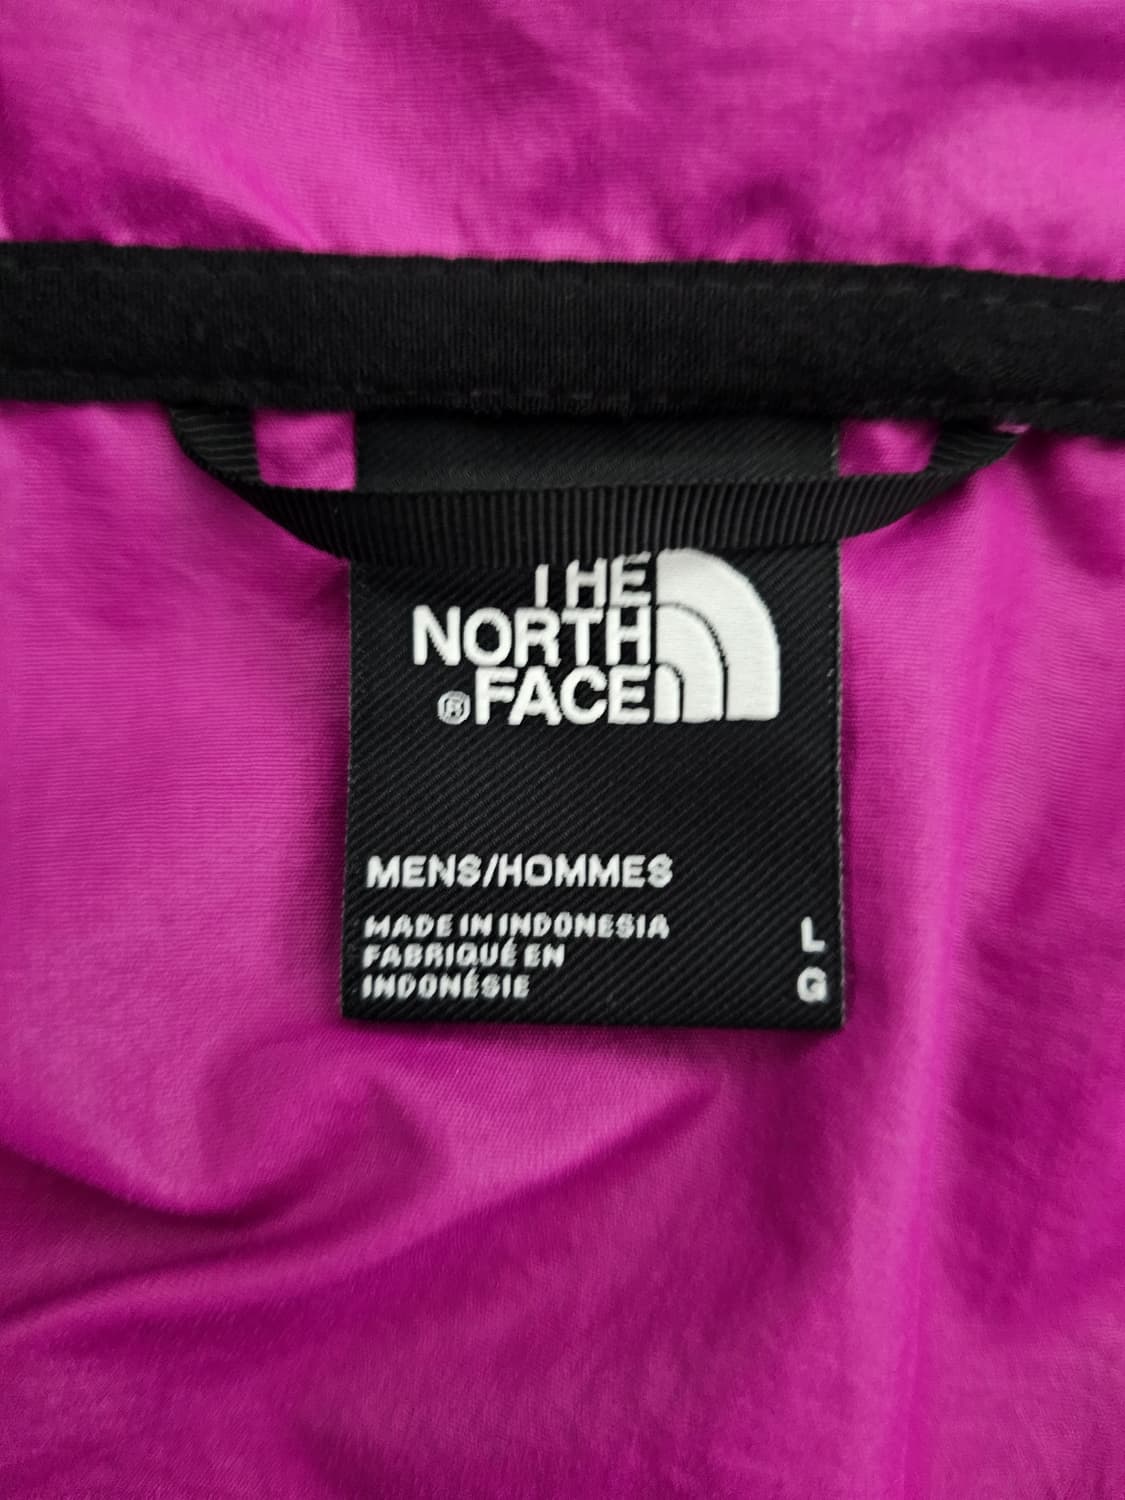 THE
NORTH
®FACE
MENS/HOMMES
MADE IN INDONESIA
FABRIQUÉ EN
INDONÉSIE
L
G